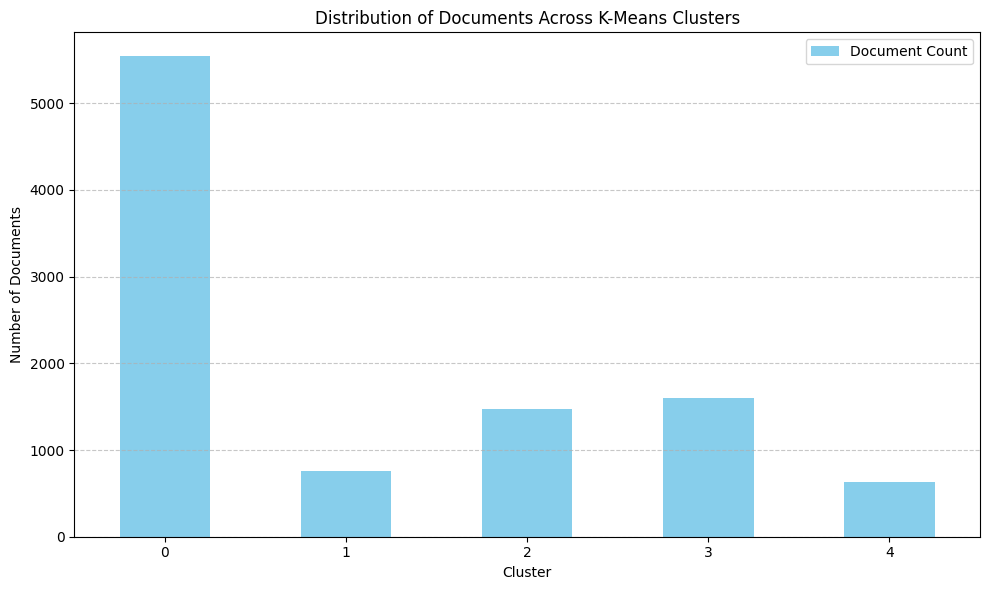 Distribution of Documents Across K-Means Clusters
Document Count
Number of Documents
5000
4000
3000
2000
1000
0
0 1 2 3 4
Cluster